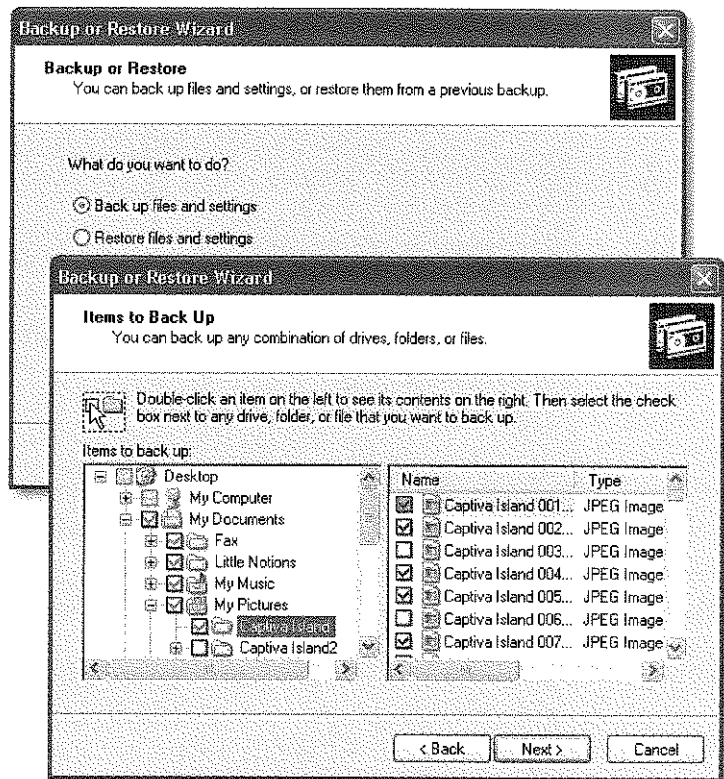 Backup or Restore Wizard
Backup or Restore
You can back up files and settings, or restore them from a previous backup.
What do you want to do?
Back up files and settings
Restore files and settings
Backup or Restore Wizard
Items to Back Up
You can back up any combination of drives, folders, or files.
Double-click an item on the left to see its contents on the right. Then select the check
box next to any drive, folder, or file that you want to back up.
Items to back up:
Desktop
My Computer
My Documents
Fax
Little Notions
My Music
My Pictures
Captiva Island
Captiva Island2
Name Type
Captiva Island 001... JPEG Image
Captiva Island 002... JPEG Image
Captiva Island 003... JPEG Image
Captiva Island 004... JPEG Image
Captiva Island 005... JPEG Image
Captiva Island 006... JPEG Image
Captiva Island 007... JPEG Image
< Back Next > Cancel